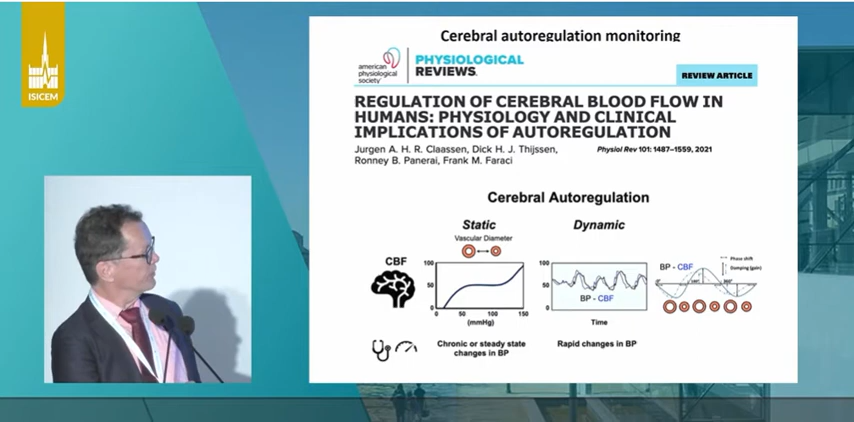 ISICEM
Cerebral autoregulation monitoring
american
physiological
society
PHYSIOLOGICAL
REVIEWS.
REVIEW ARTICLE
REGULATION OF CEREBRAL BLOOD FLOW IN
HUMANS: PHYSIOLOGY AND CLINICAL
IMPLICATIONS OF AUTOREGULATION
Jurgen A. H. R. Claassen, Dick H. J. Thijssen,
Ronney B. Panerai, Frank M. Faraci
Physiol Rev 101: 1487–1559, 2021
Cerebral Autoregulation
Static
Dynamic
Vascular Diameter
CBF
100
50
0
0 50 100 150
(mmHg)
100
50
0
BP - CBF
Time
BP - CBF
Phase shift
Damping (gain)
Chronic or steady state
changes in BP
Rapid changes in BP